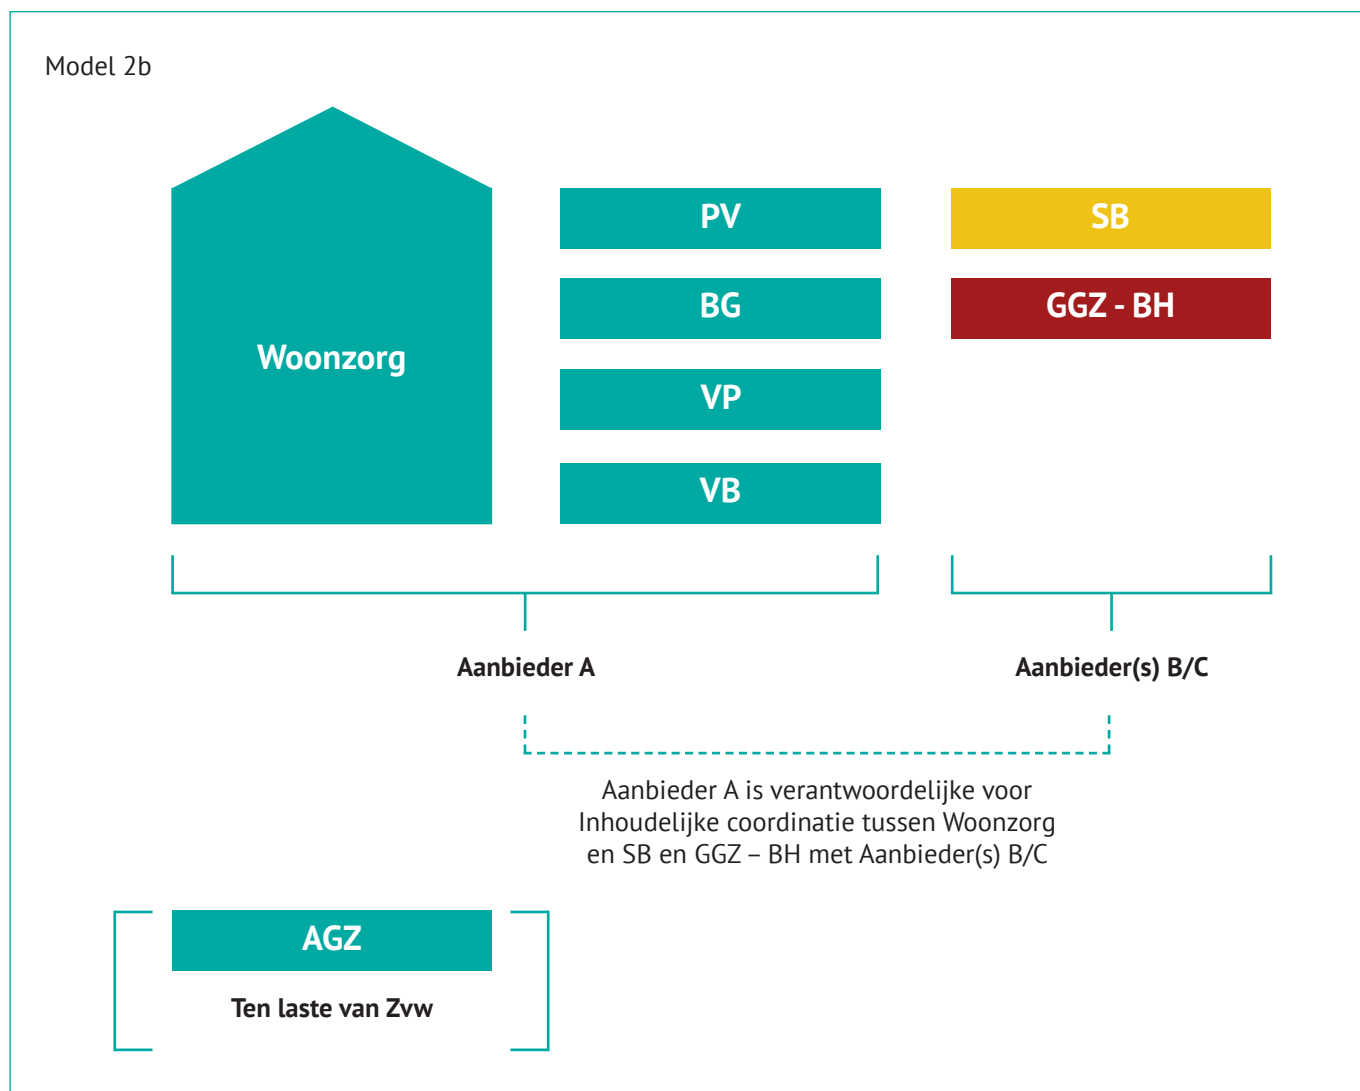 Model 2b
Woonzorg
PV
BG
VP
VB
SB
GGZ - BH
Aanbieder A
Aanbieder(s) B/C
Aanbieder A is verantwoordelijke voor
Inhoudelijke coordinatie tussen Woonzorg
en SB en GGZ – BH met Aanbieder(s) B/C
AGZ
Ten laste van Zvw